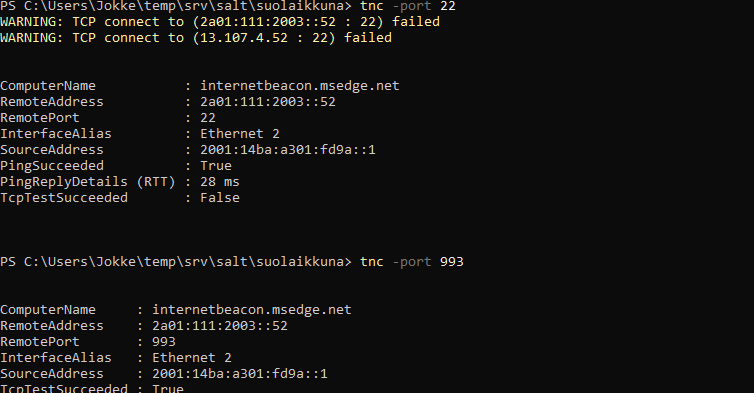 PS C:\Users\Jokke\temp\srv\salt\suolaikkuna> tnc -port 22
WARNING: TCP connect to (2a01:111:2003::52 : 22) failed
WARNING: TCP connect to (13.107.4.52 : 22) failed
ComputerName : internetbeacon.msedge.net
RemoteAddress : 2a01:111:2003::52
RemotePort : 22
InterfaceAlias : Ethernet 2
SourceAddress : 2001:14ba:a301:fd9a::1
PingSucceeded : True
PingReplyDetails (RTT) : 28 ms
TcpTestSucceeded : False
PS C:\Users\Jokke\temp\srv\salt\suolaikkuna> tnc -port 993
ComputerName : internetbeacon.msedge.net
RemoteAddress : 2a01:111:2003::52
RemotePort : 993
InterfaceAlias : Ethernet 2
SourceAddress : 2001:14ba:a301:fd9a::1
TcpTestSucceeded : True